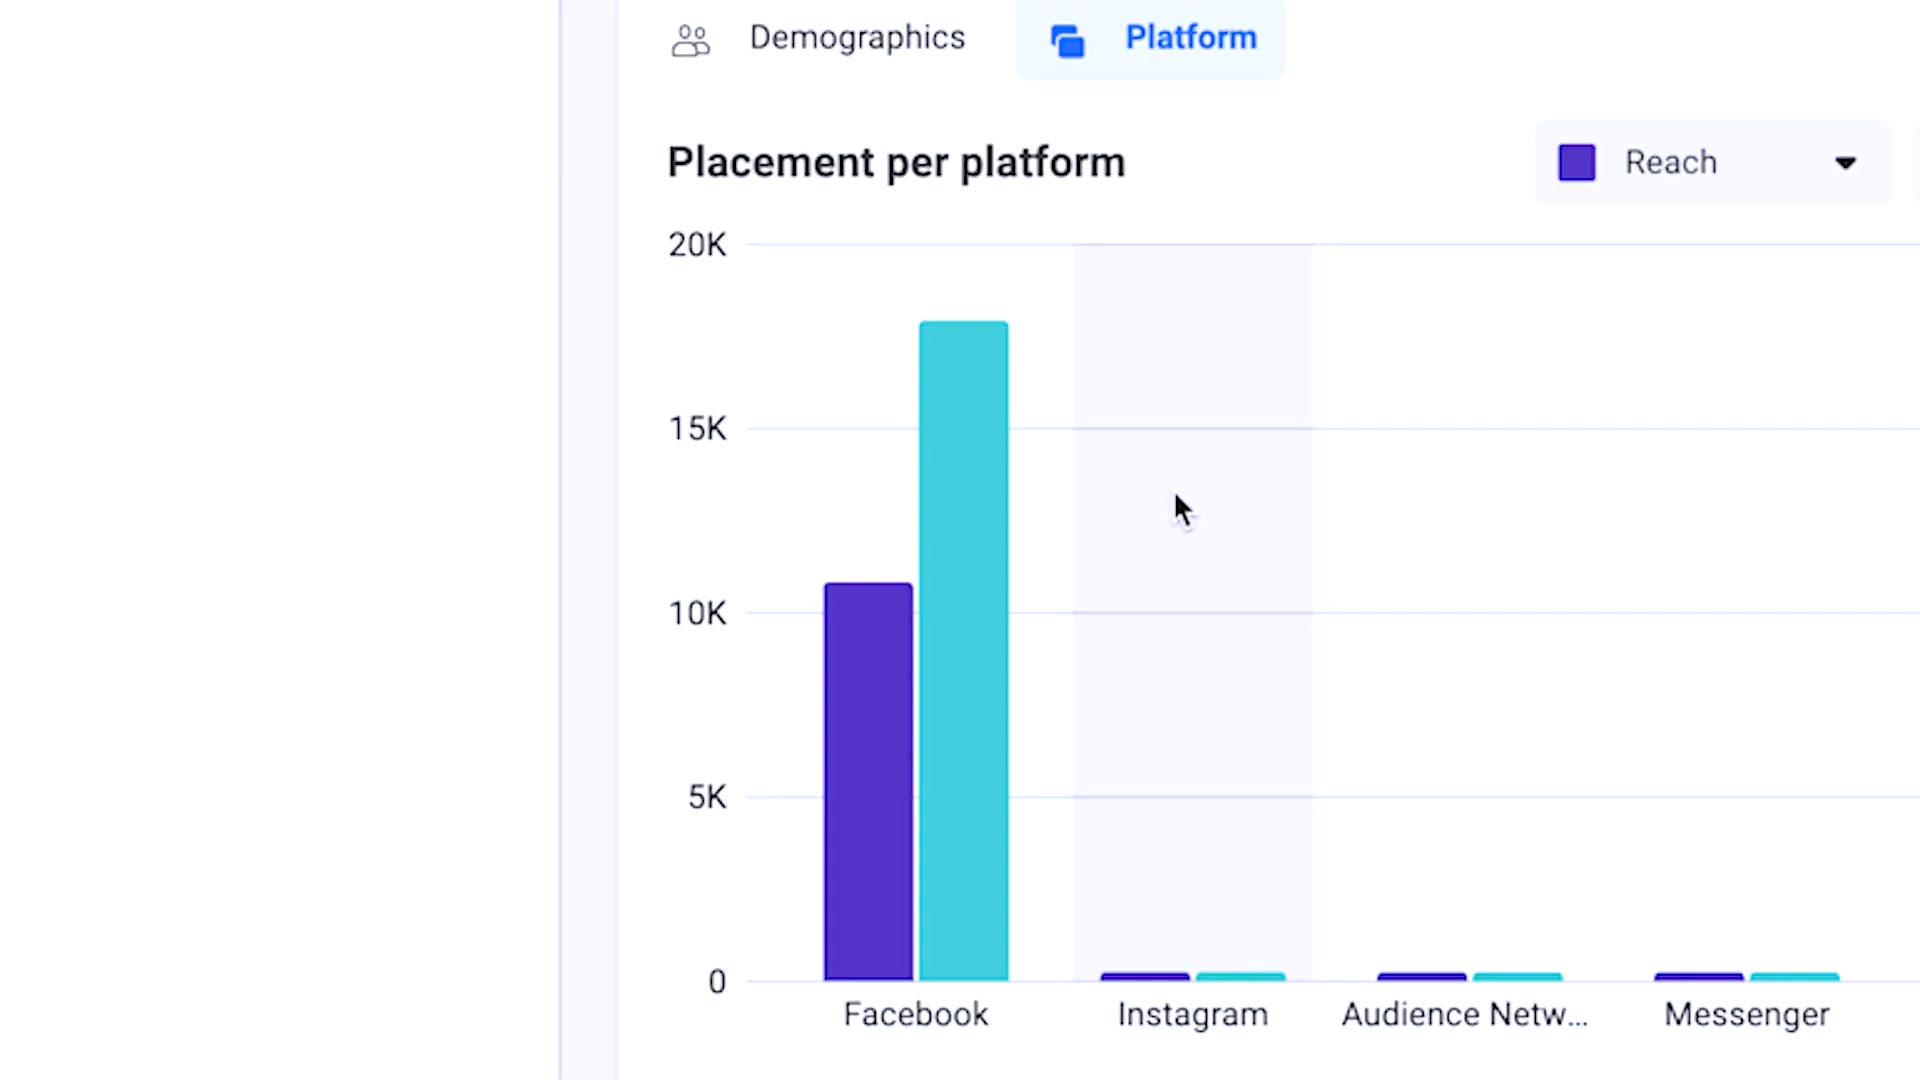 Demographics
Platform
Placement per platform
Reach
20K
15K
10K
5K
0
Facebook
Instagram
Audience Netw...
Messenger